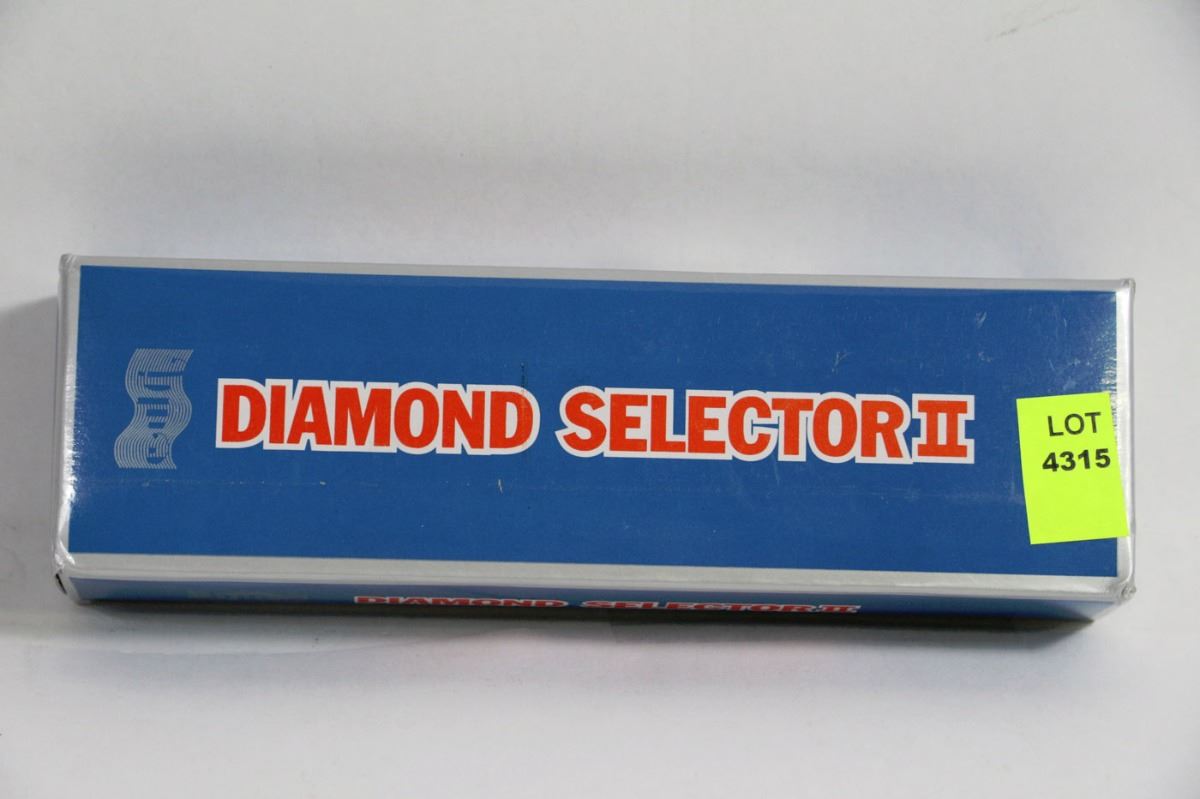 DIAMOND SELECTOR II
LOT
4315
DIAMOND SELECTOR II